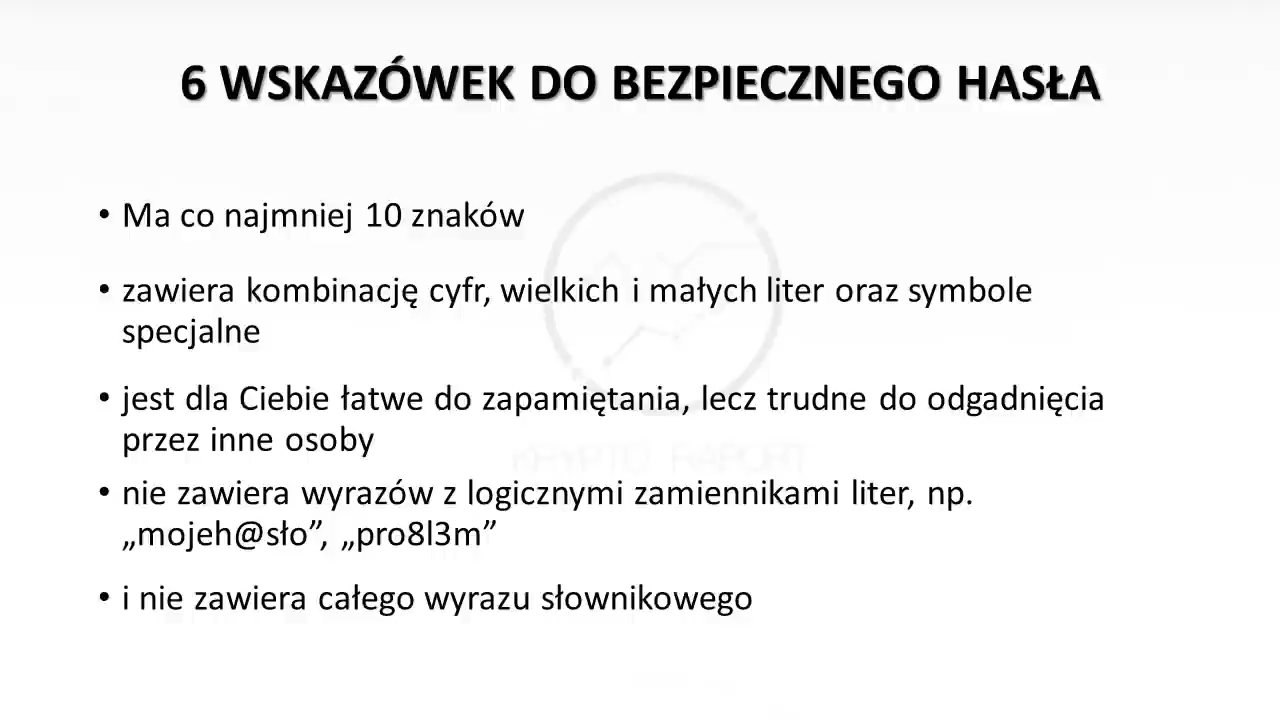 6 WSKAZÓWEK DO BEZPIECZNEGO HASŁA
• Ma co najmniej 10 znaków
• zawiera kombinację cyfr, wielkich i małych liter oraz symbole
specjalne
• jest dla Ciebie łatwe do zapamiętania, lecz trudne do odgadnięcia
przez inne osoby
KRYPTO RAPORT
• nie zawiera wyrazów z logicznymi zamiennikami liter, np.
„mojeh@sło”, „pro8l3m”
• i nie zawiera całego wyrazu słownikowego